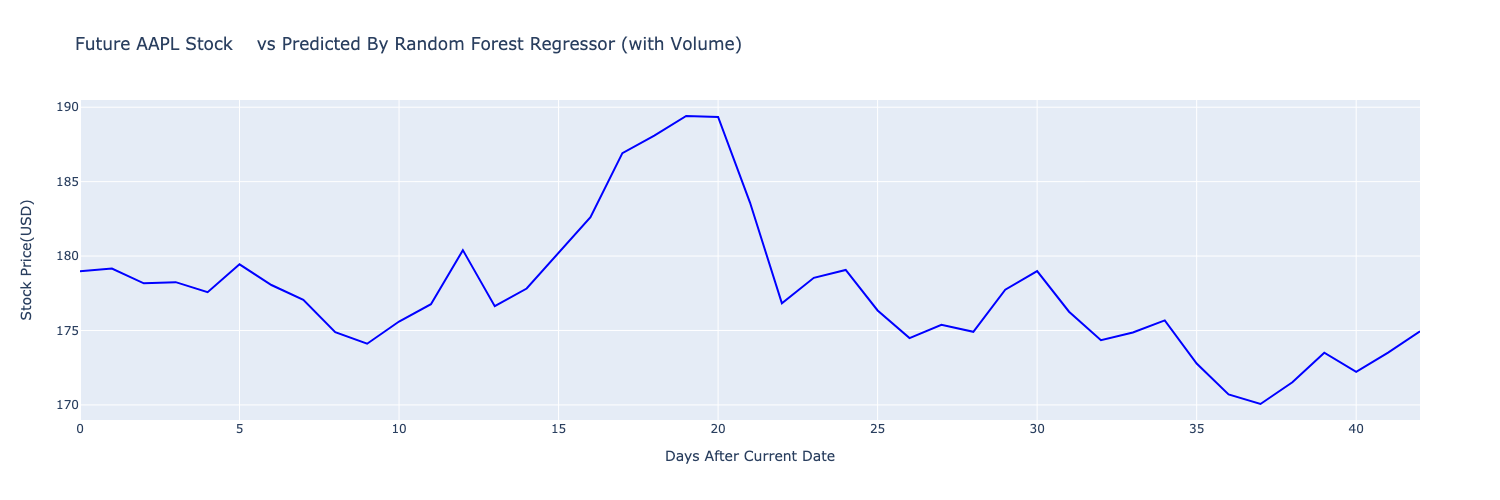 Future AAPL Stock    vs Predicted By Random Forest Regressor (with Volume)
190
185
180
175
170
Stock Price(USD)
0 5 10 15 20 25 30 35 40
Days After Current Date